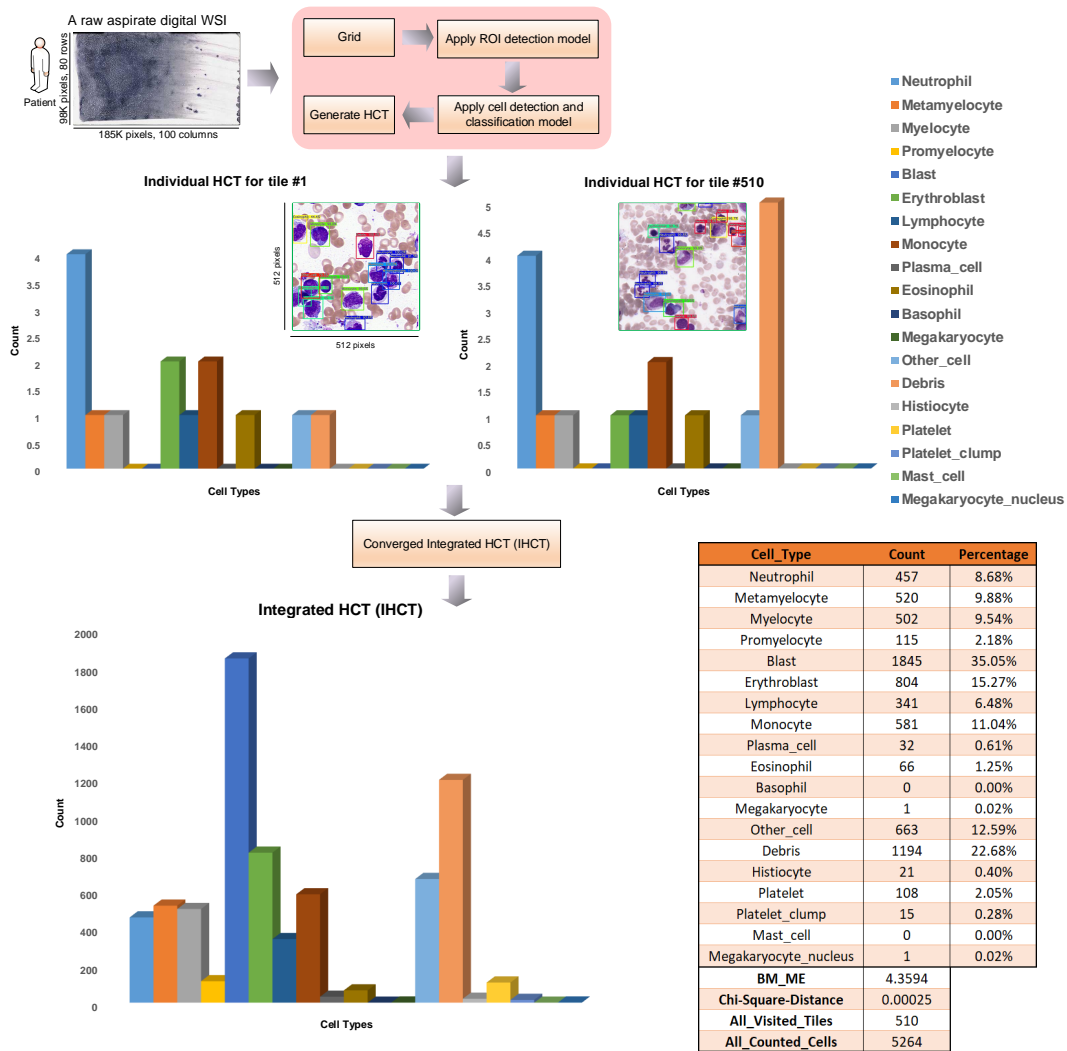 A raw aspirate digital WSI
Patient
98K pixels, 80 rows
185K pixels, 100 columns
Grid
Apply ROI detection model
Generate HCT
Apply cell detection and
classification model
Individual HCT for tile #1
512 pixels
512 pixels
Count
4
3.5
3
2.5
2
1.5
1
0.5
0
Cell Types
Individual HCT for tile #510
Count
5
4.5
4
3.5
3
2.5
2
1.5
1
0.5
0
Cell Types
Neutrophil
Metamyelocyte
Myelocyte
Promyelocyte
Blast
Erythroblast
Lymphocyte
Monocyte
Plasma_cell
Eosinophil
Basophil
Megakaryocyte
Other_cell
Debris
Histiocyte
Platelet
Platelet_clump
Mast_cell
Megakaryocyte_nucleus
Converged Integrated HCT (IHCT)
Integrated HCT (IHCT)
Count
2000
1800
1600
1400
1200
1000
800
600
400
200
0
Cell Types
Cell_Type Count Percentage
Neutrophil 457 8.68%
Metamyelocyte 520 9.88%
Myelocyte 502 9.54%
Promyelocyte 115 2.18%
Blast 1845 35.05%
Erythroblast 804 15.27%
Lymphocyte 341 6.48%
Monocyte 581 11.04%
Plasma_cell 32 0.61%
Eosinophil 66 1.25%
Basophil 0 0.00%
Megakaryocyte 1 0.02%
Other_cell 663 12.59%
Debris 1194 22.68%
Histiocyte 21 0.40%
Platelet 108 2.05%
Platelet_clump 15 0.28%
Mast_cell 0 0.00%
Megakaryocyte_nucleus 1 0.02%
BM_ME 4.3594
Chi-Square-Distance 0.00025
All_Visited_Tiles 510
All_Counted_Cells 5264